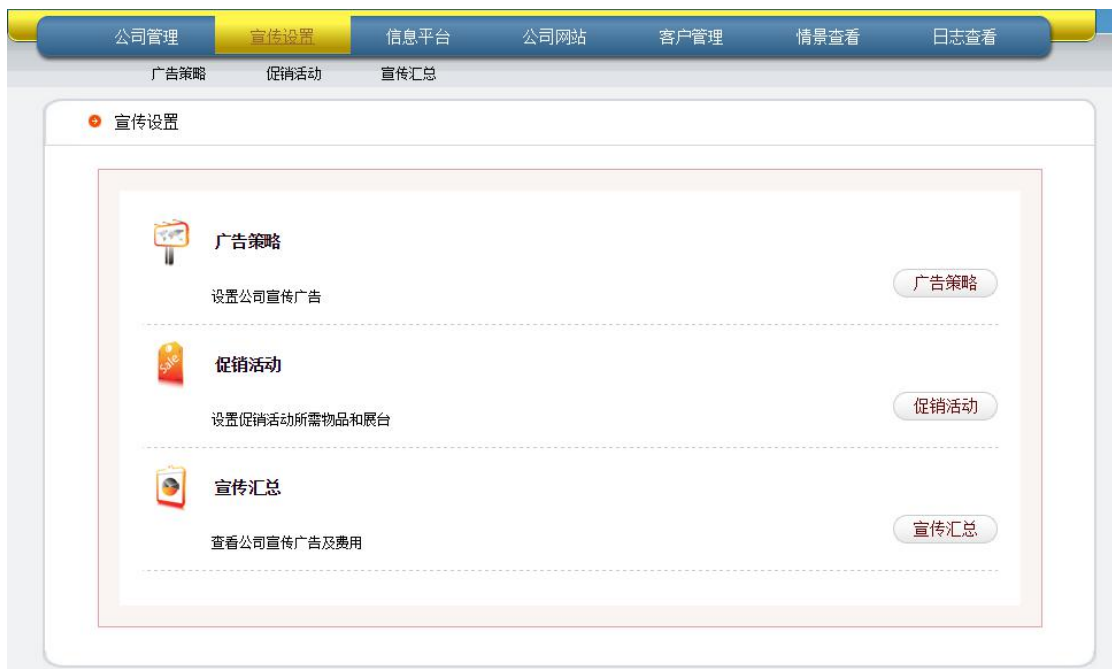 公司管理 宣传设置 信息平台 公司网站 客户管理 情景查看 日志查看
广告策略 促销活动 宣传汇总
宣传设置
广告策略
设置公司宣传广告
广告策略
Sale
促销活动
设置促销活动所需物品和展台
促销活动
宣传汇总
查看公司宣传广告及费用
宣传汇总